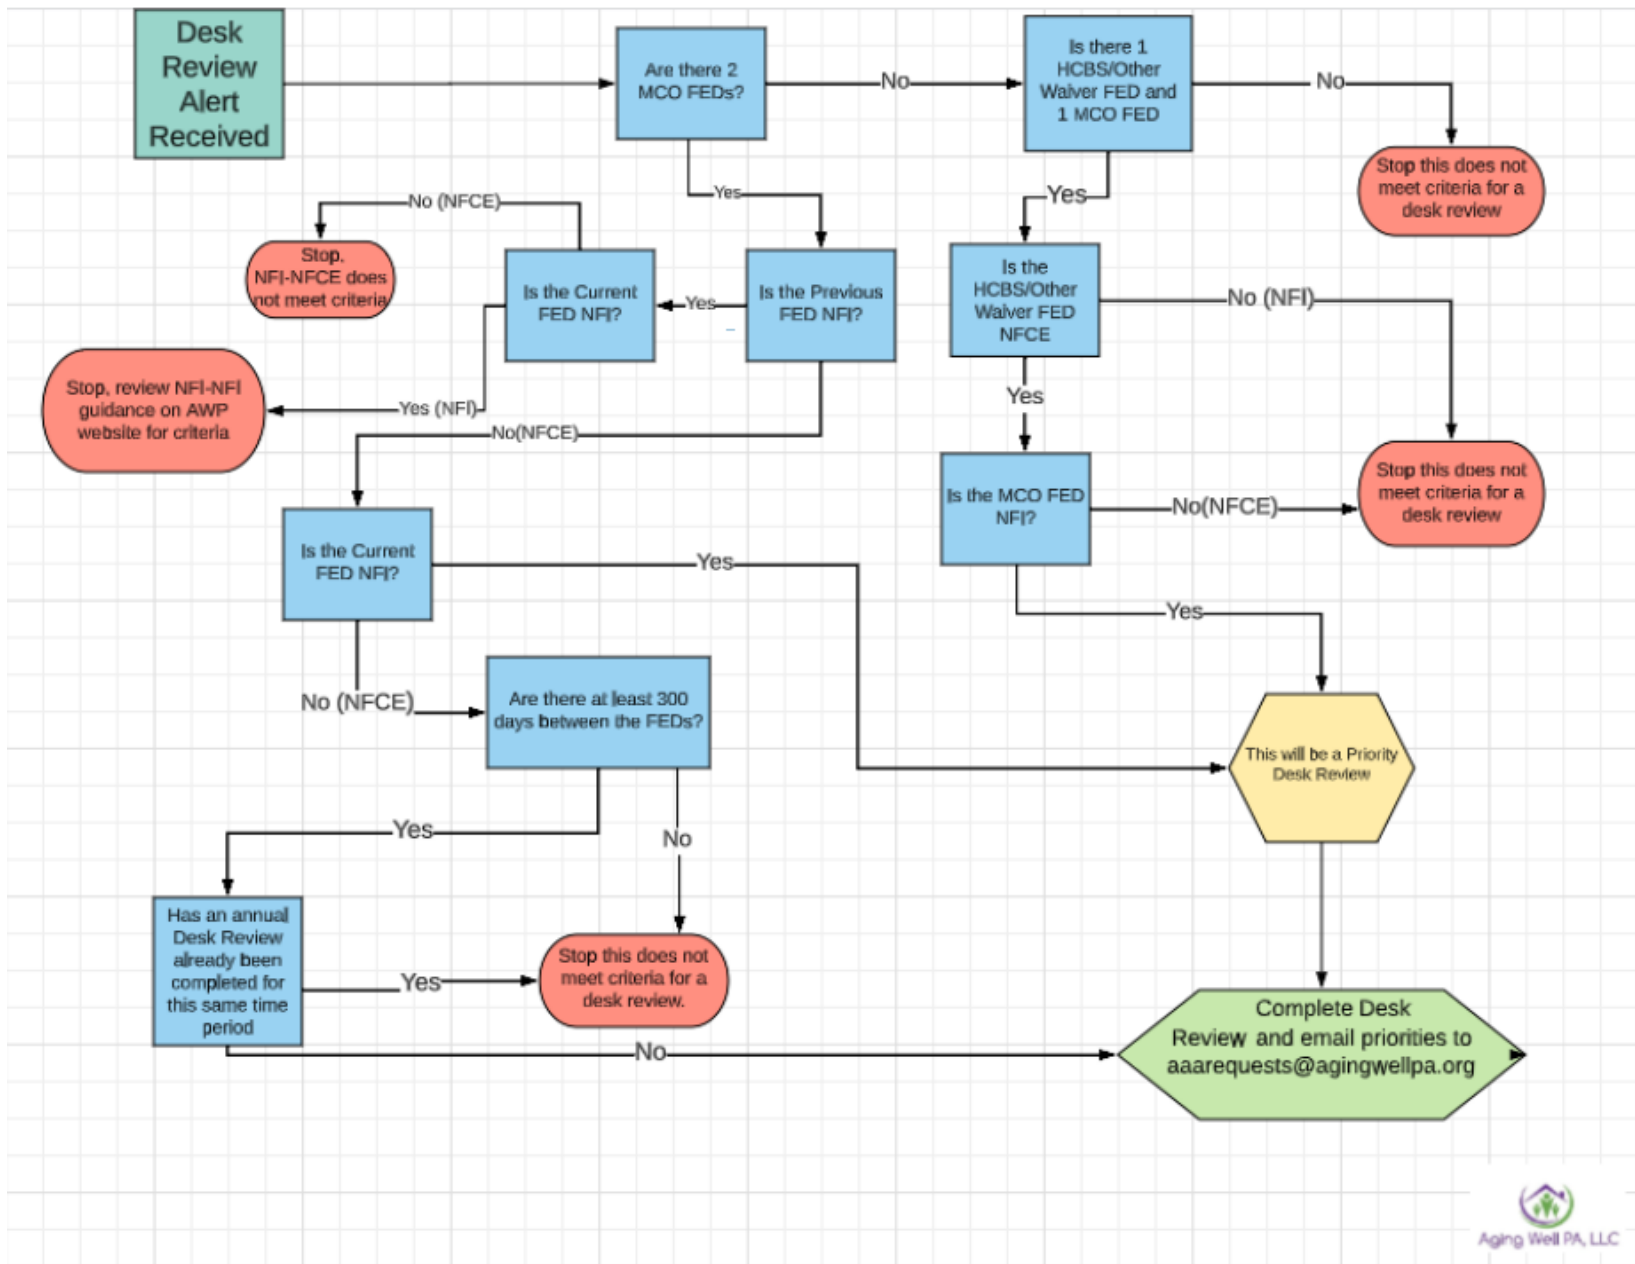 Desk
Review
Alert
Received
Are there 2
MCO FEDs?
No
Is there 1
HCBS/Other
Waiver FED and
1 MCO FED
No
Stop this does not
meet criteria for a
desk review
Yes
Yes
No (NFCE)
Stop,
NFI-NFCE does
not meet criteria
Is the Current
FED NFI?
Yes
Is the Previous
FED NFI?
Is the
HCBS/Other
Waiver FED
NFCE
No (NFI)
Stop, review NFI-NFI
guidance on AWP
website for criteria
Yes (NFI)
No(NFCE)
Yes
Is the MCO FED
NFI?
No(NFCE)
Stop this does not
meet criteria for a
desk review
Is the Current
FED NFI?
Yes
Yes
No (NFCE)
Are there at least 300
days between the FEDs?
This will be a Priority
Desk Review
Yes
No
Has an annual
Desk Review
already been
completed for
this same time
period
Yes
Stop this does not
meet criteria for a
desk review.
No
Complete Desk
Review and email priorities to
aaarequests@agingwellpa.org
Aging Well PA, LLC